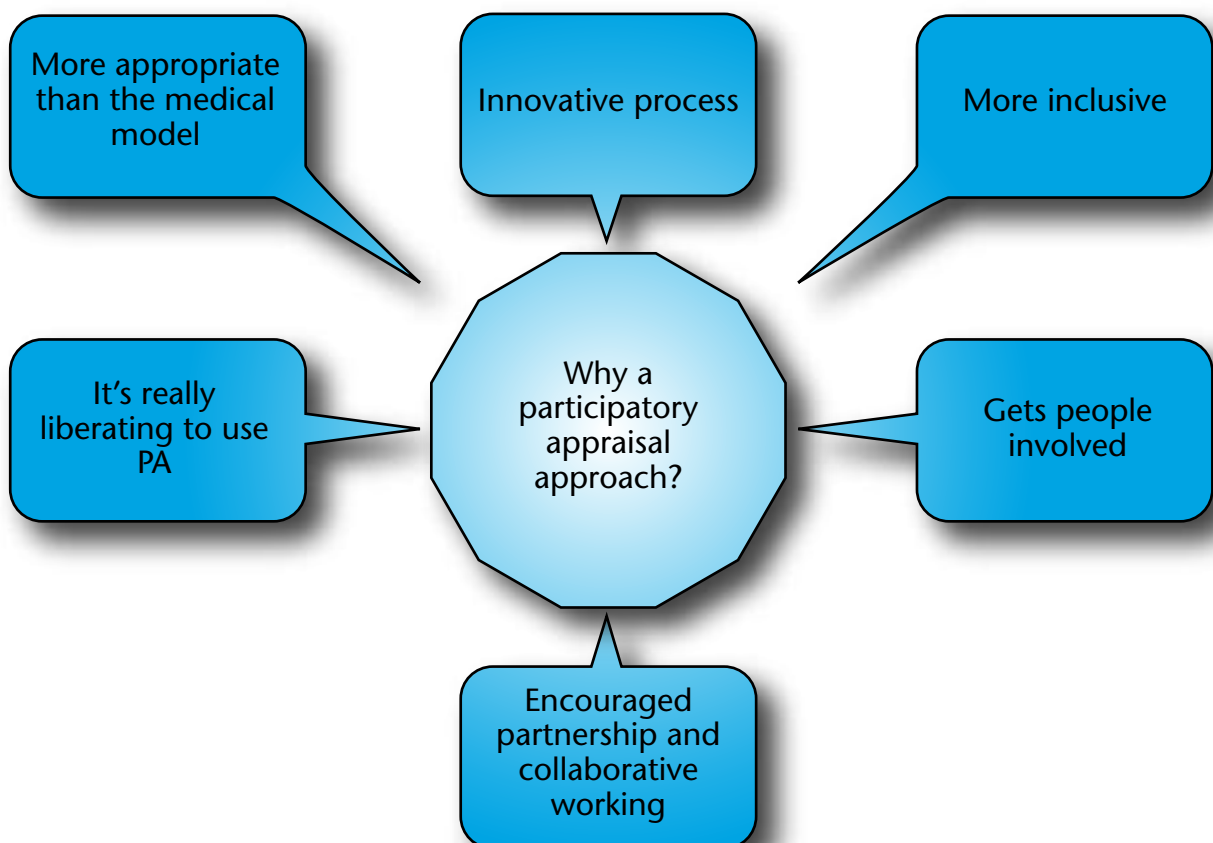 More appropriate
than the medical
model
Innovative process
More inclusive
It’s really
liberating to use
PA
Why a
participatory
appraisal
approach?
Gets people
involved
Encouraged
partnership and
collaborative
working